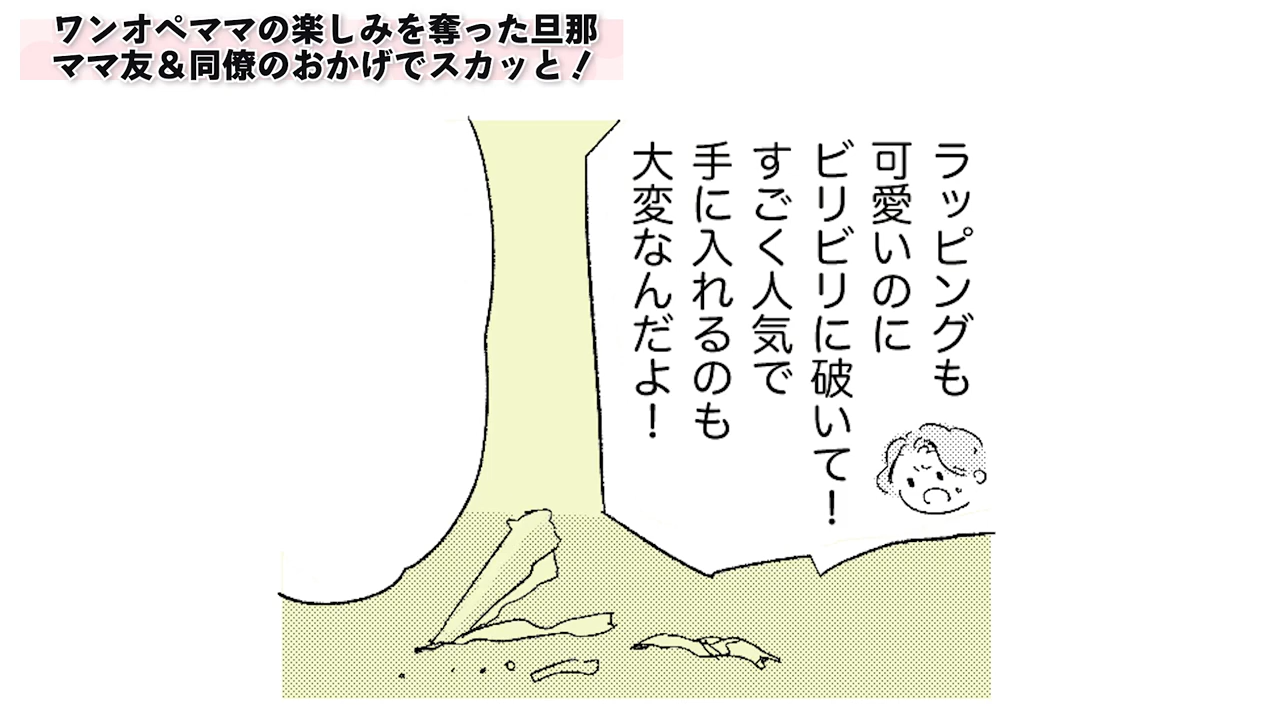 ワンオペママの楽しみを奪った旦那
ママ友＆同僚のおかげでスカッと！
ラッピングも
可愛いのに
ビリビリに破いて！
すごく人気で
手に入れるのも
大変なんだよ！